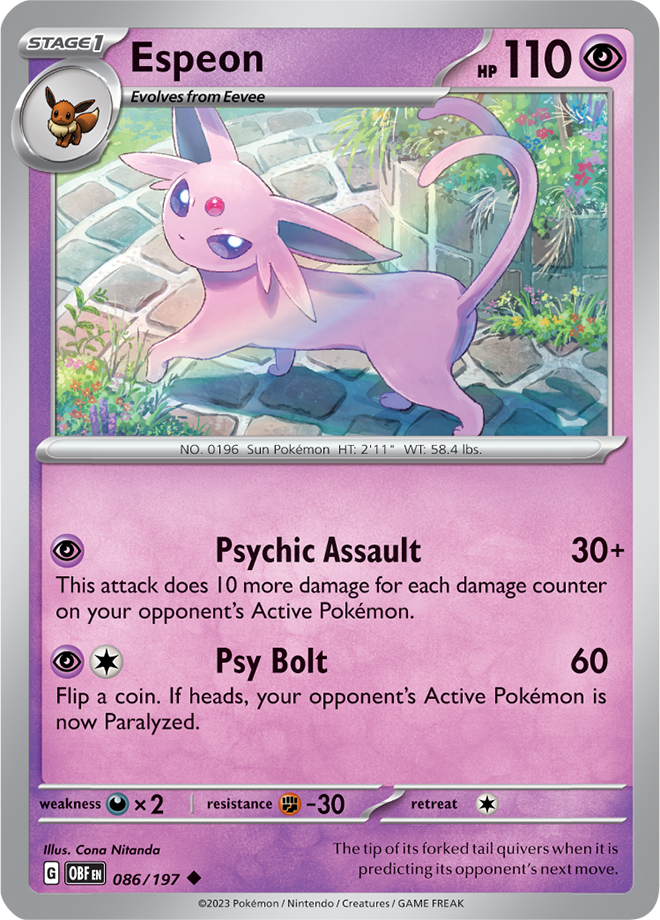 STAGE 1
Espeon
HP 110
Evolves from Eevee
NO. 0196 Sun Pokémon HT: 2'11" WT: 58.4 lbs.
Psychic Assault 30+
This attack does 10 more damage for each damage counter
on your opponent's Active Pokémon.
Psy Bolt 60
Flip a coin. If heads, your opponent's Active Pokémon is
now Paralyzed.
weakness ×2 resistance -30 retreat
Illus. Cona Nitanda
G OBF EN 086/197
The tip of its forked tail quivers when it is
predicting its opponent's next move.
©2023 Pokémon / Nintendo / Creatures / GAME FREAK